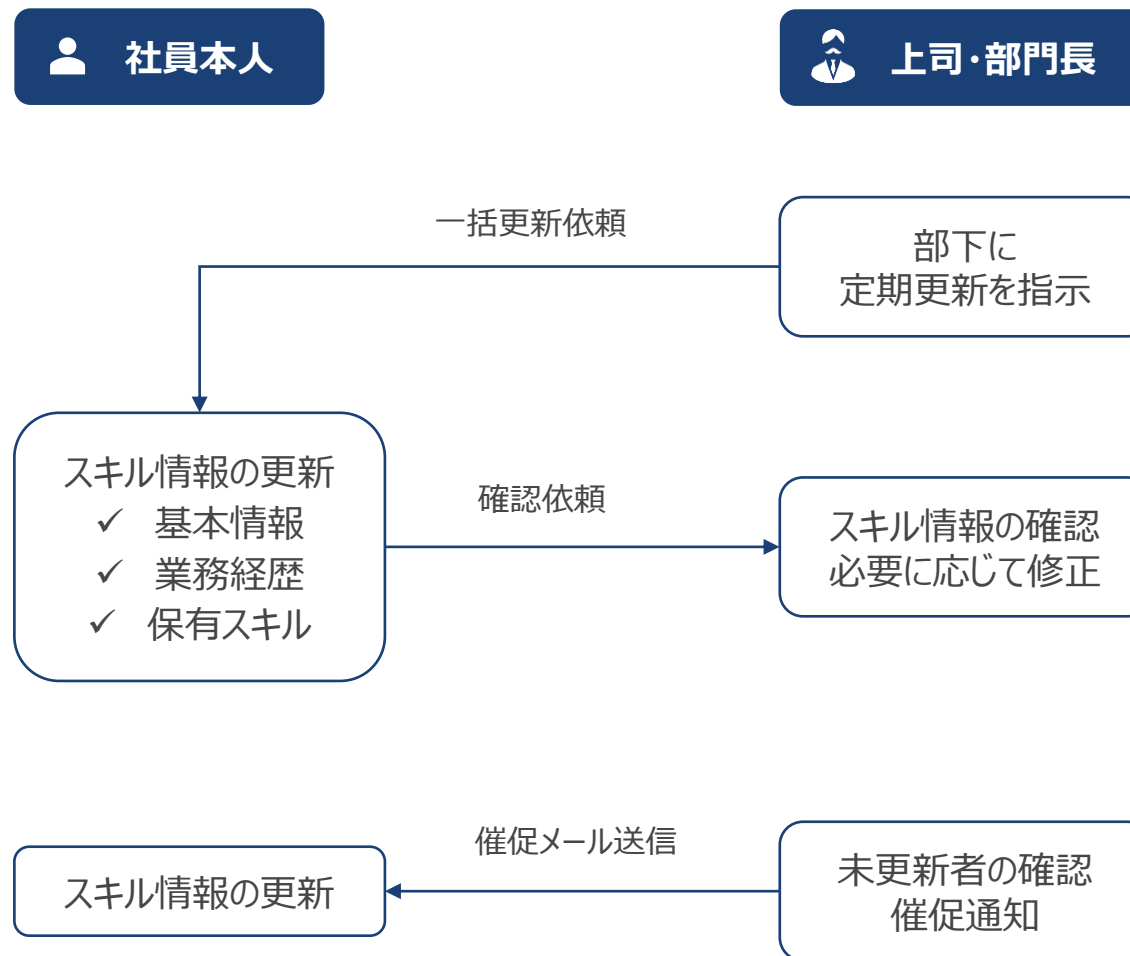 社員本人
上司・部門長
一括更新依頼
部下に
定期更新を指示
スキル情報の更新
✓ 基本情報
✓ 業務経歴
✓ 保有スキル
確認依頼
スキル情報の確認
必要に応じて修正
催促メール送信
スキル情報の更新
未更新者の確認
催促通知